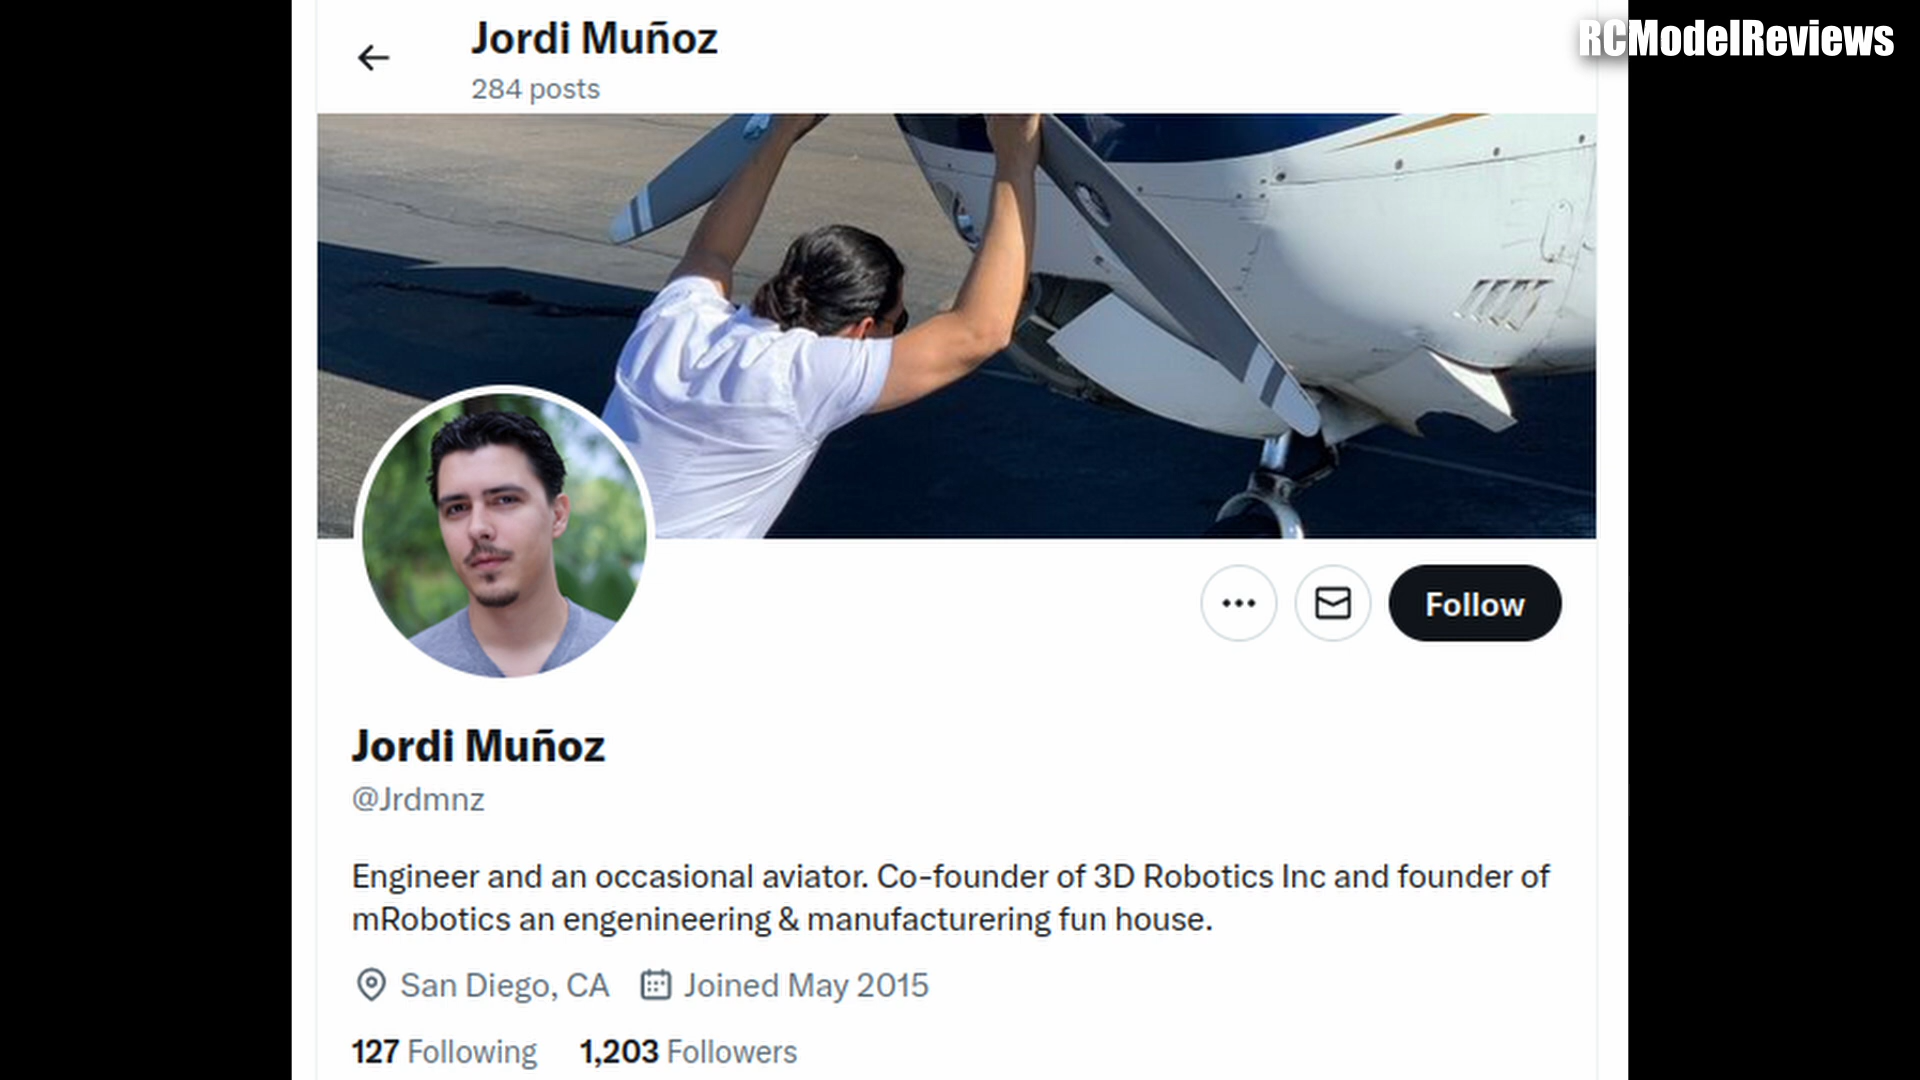 RCModelReviews
Jordi Muñoz
284 posts
Follow
Jordi Muñoz
@Jrdmnz
Engineer and an occasional aviator. Co-founder of 3D Robotics Inc and founder of
mRobotics an engenineering & manufacturering fun house.
San Diego, CA Joined May 2015
127 Following 1,203 Followers